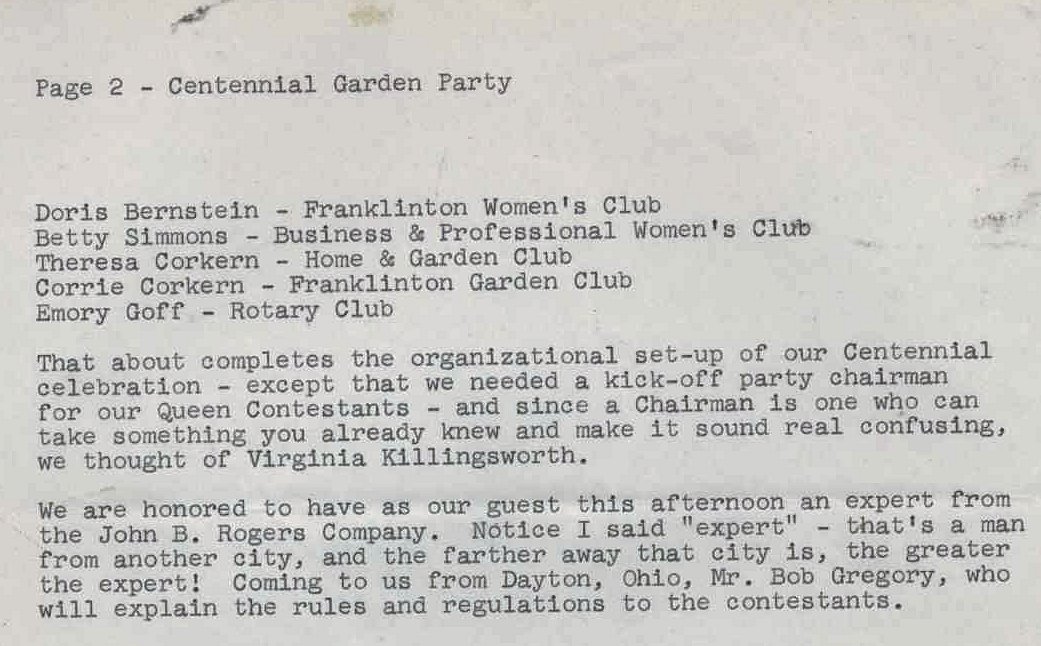 Page 2 - Centennial Garden Party
Doris Bernstein - Franklinton Women's Club
Betty Simmons - Business & Professional Women's Club
Theresa Corkern - Home & Garden Club
Corrie Corkern - Franklinton Garden Club
Emory Goff - Rotary Club
That about completes the organizational set-up of our Centennial
celebration - except that we needed a kick-off party chairman
for our Queen Contestants - and since a Chairman is one who can
take something you already knew and make it sound real confusing,
we thought of Virginia Killingsworth.
We are honored to have as our guest this afternoon an expert from
the John B. Rogers Company.  Notice I said "expert" - that's a man
from another city, and the farther away that city is, the greater
the expert!  Coming to us from Dayton, Ohio, Mr. Bob Gregory, who
will explain the rules and regulations to the contestants.